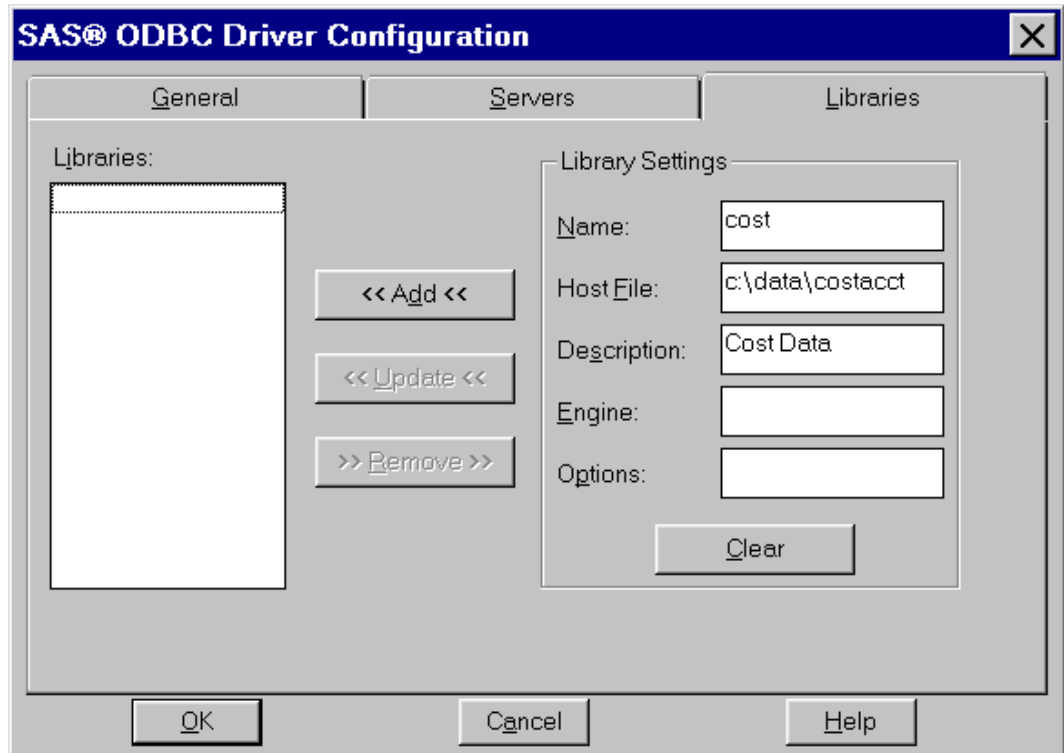 SAS® ODBC Driver Configuration
General Servers Libraries
Libraries:
Library Settings
Name: cost
<< Add <<
Host File: c:\data\costacct
Description: Cost Data
<< Update <<
Engine:
>> Remove >>
Options:
Clear
OK Cancel Help